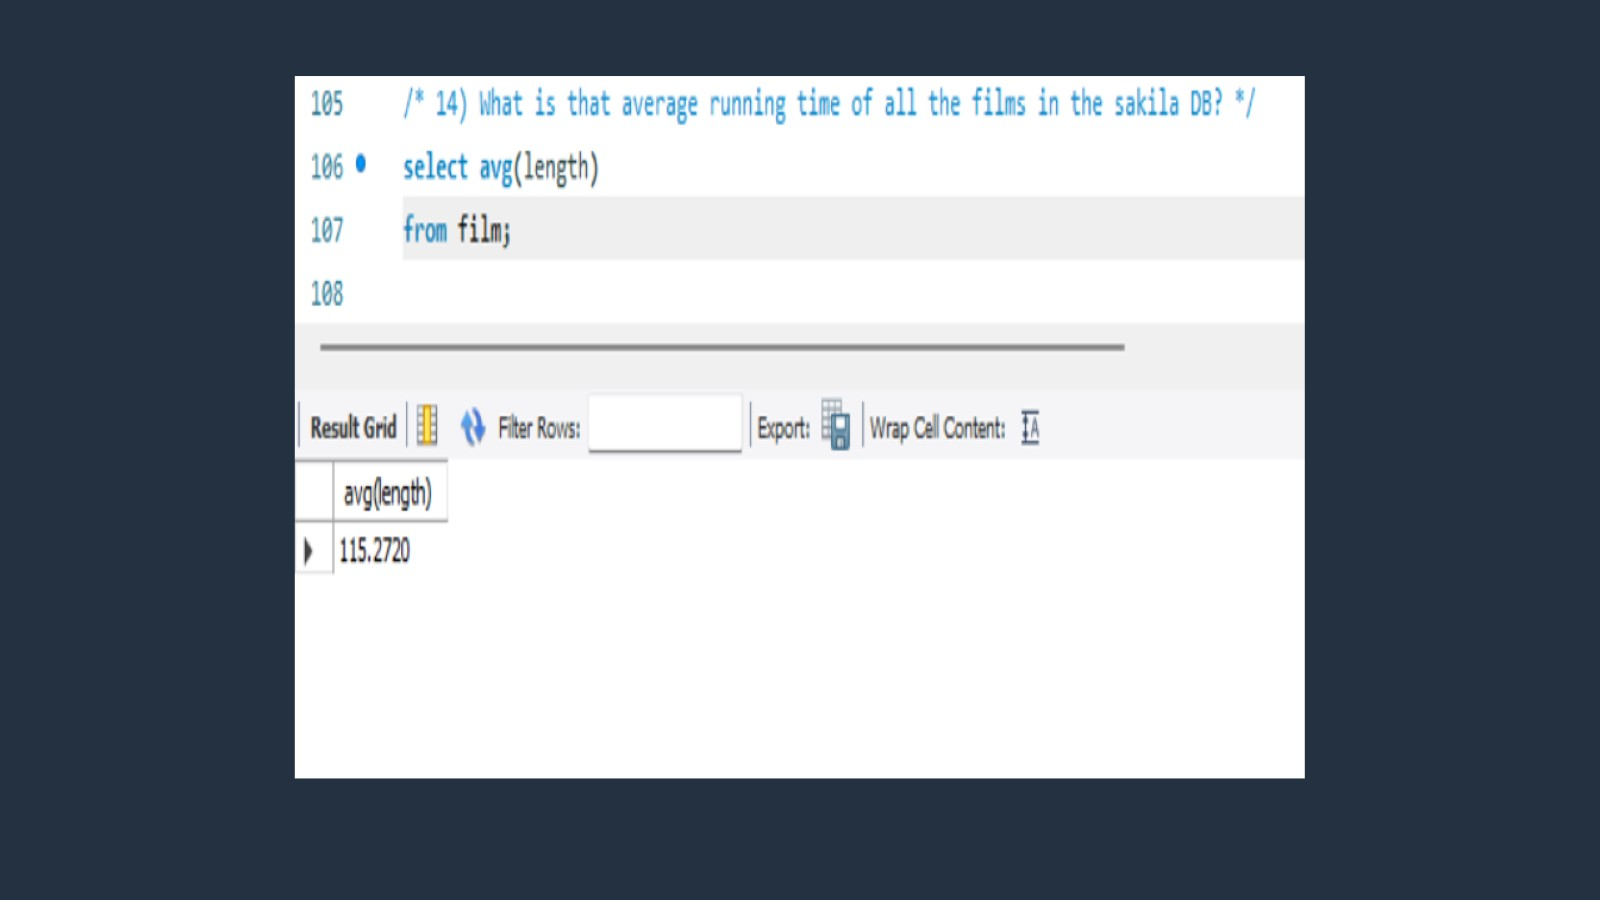 105 /* 14) What is that average running time of all the films in the sakila DB? */
106 select avg(length)
107 from film;
108
Result Grid Filter Rows: Export: Wrap Cell Content: IA
avg(length)
115.2720